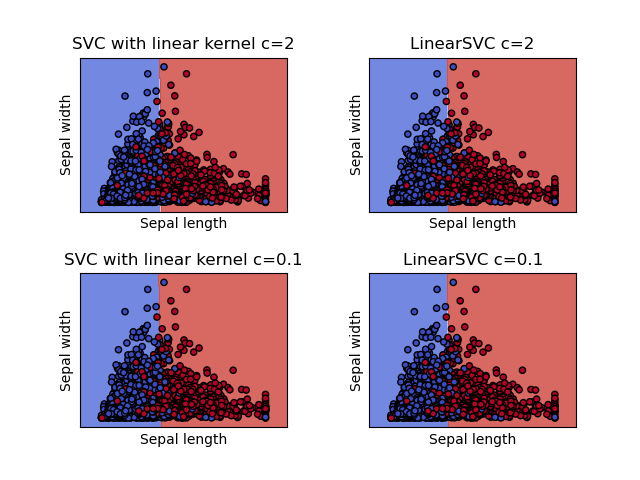 SVC with linear kernel c=2
LinearSVC c=2
Sepal width
Sepal width
Sepal length
Sepal length
SVC with linear kernel c=0.1
LinearSVC c=0.1
Sepal width
Sepal width
Sepal length
Sepal length